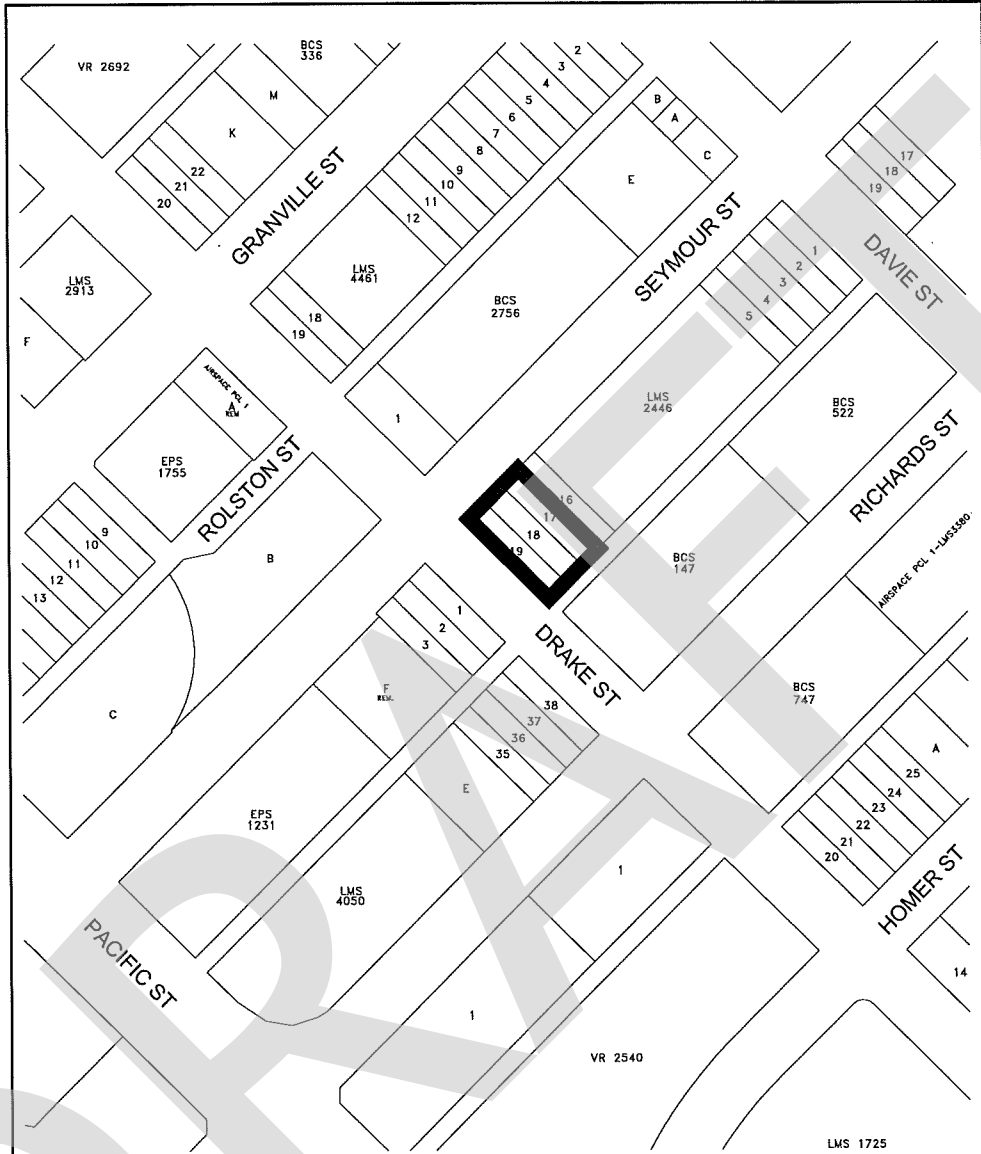 VR 2692
BCS
336
M
K
22
21
20
GRANVILLE ST
2
3
4
5
6
7
8
9
10
11
12
B
A
C
E
SEYMOUR ST
17
18
19
DAVIE ST
LMS
2913
F
LMS
4461
18
19
BCS
2756
1
1
2
3
4
5
LMS
2446
BCS
522
RICHARDS ST
AIRSPACE PCL 1
A
REM
EPS
1755
ROLSTON ST
9
10
11
12
13
B
C
16
17
18
19
BCS
147
AIRSPACE PCL 1-LMS3380
DRAKE ST
1
2
3
F
REM.
38
37
36
35
E
BCS
747
A
25
24
23
22
21
20
HOMER ST
EPS
1231
LMS
4050
PACIFIC ST
1
1
14
VR 2540
LMS 1725
DRAFT